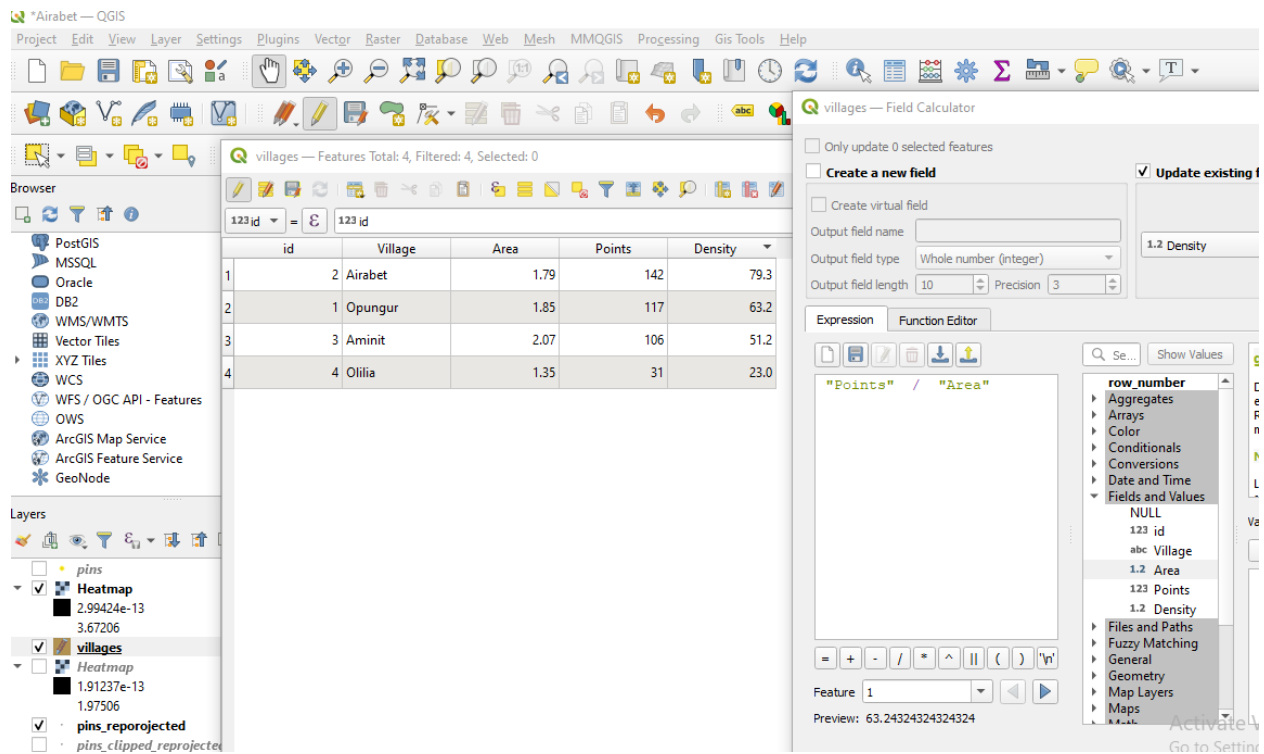 *Airabet — QGIS
Project Edit View Layer Settings Plugins Vector Raster Database Web Mesh MMQGIS Processing Gis Tools Help
villages — Field Calculator
villages — Features Total: 4, Filtered: 4, Selected: 0
Only update 0 selected features
Create a new field
Update existing f
Create virtual field
Output field name
Output field type Whole number (integer)
Output field length 10 Precision 3
1.2 Density
Expression Function Editor
Se... Show Values
"Points" / "Area"
row_number
Aggregates
Arrays
Color
Conditionals
Conversions
Date and Time
Fields and Values
NULL
123 id
abc Village
1.2 Area
123 Points
1.2 Density
Files and Paths
Fuzzy Matching
General
Geometry
Map Layers
Maps
= + - / * ^ || ( ) '\n'
Feature 1
Preview: 63.24324324324324
123 id = ε 123 id
id Village Area Points Density
1 2 Airabet 1.79 142 79.3
2 1 Opungur 1.85 117 63.2
3 3 Aminit 2.07 106 51.2
4 4 Olilia 1.35 31 23.0
Browser
PostGIS
MSSQL
Oracle
DB2
WMS/WMTS
Vector Tiles
XYZ Tiles
WCS
WFS / OGC API - Features
OWS
ArcGIS Map Service
ArcGIS Feature Service
GeoNode
Layers
pins
Heatmap
2.99424e-13
3.67206
villages
Heatmap
1.91237e-13
1.97506
pins_reporojected
pins_clipped_reprojected
Activate
Go to Setting